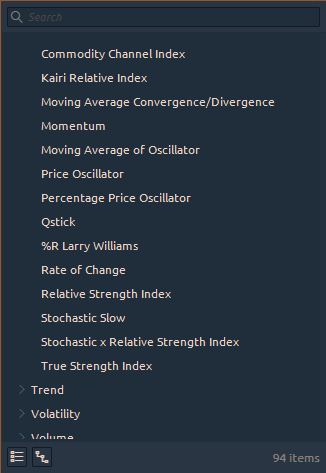 Search
Commodity Channel Index
Kairi Relative Index
Moving Average Convergence/Divergence
Momentum
Moving Average of Oscillator
Price Oscillator
Percentage Price Oscillator
Qstick
%R Larry Williams
Rate of Change
Relative Strength Index
Stochastic Slow
Stochastic x Relative Strength Index
True Strength Index
Trend
Volatility
Volume
94 items